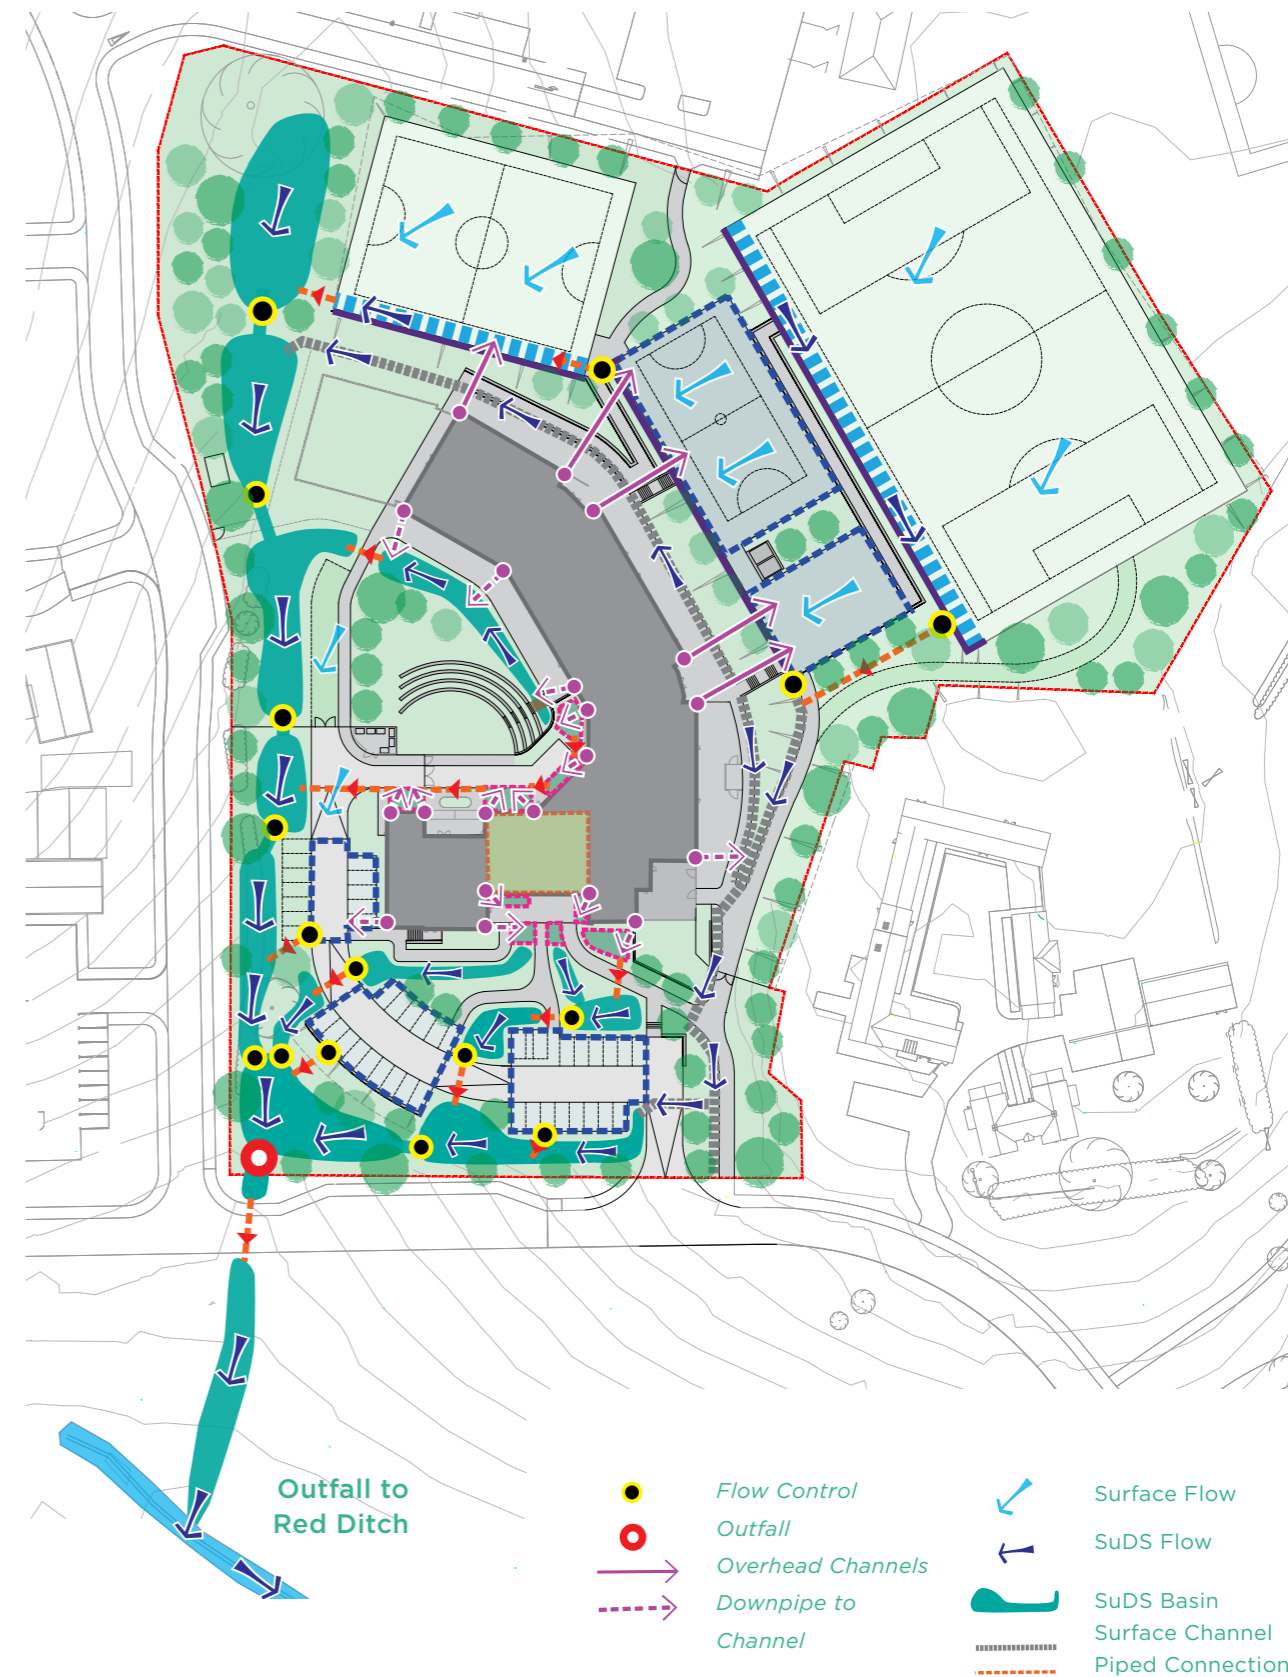 Outfall to
Red Ditch
Flow Control
Outfall
Overhead Channels
Downpipe to
Channel
Surface Flow
SuDS Flow
SuDS Basin
Surface Channel
Piped Connection